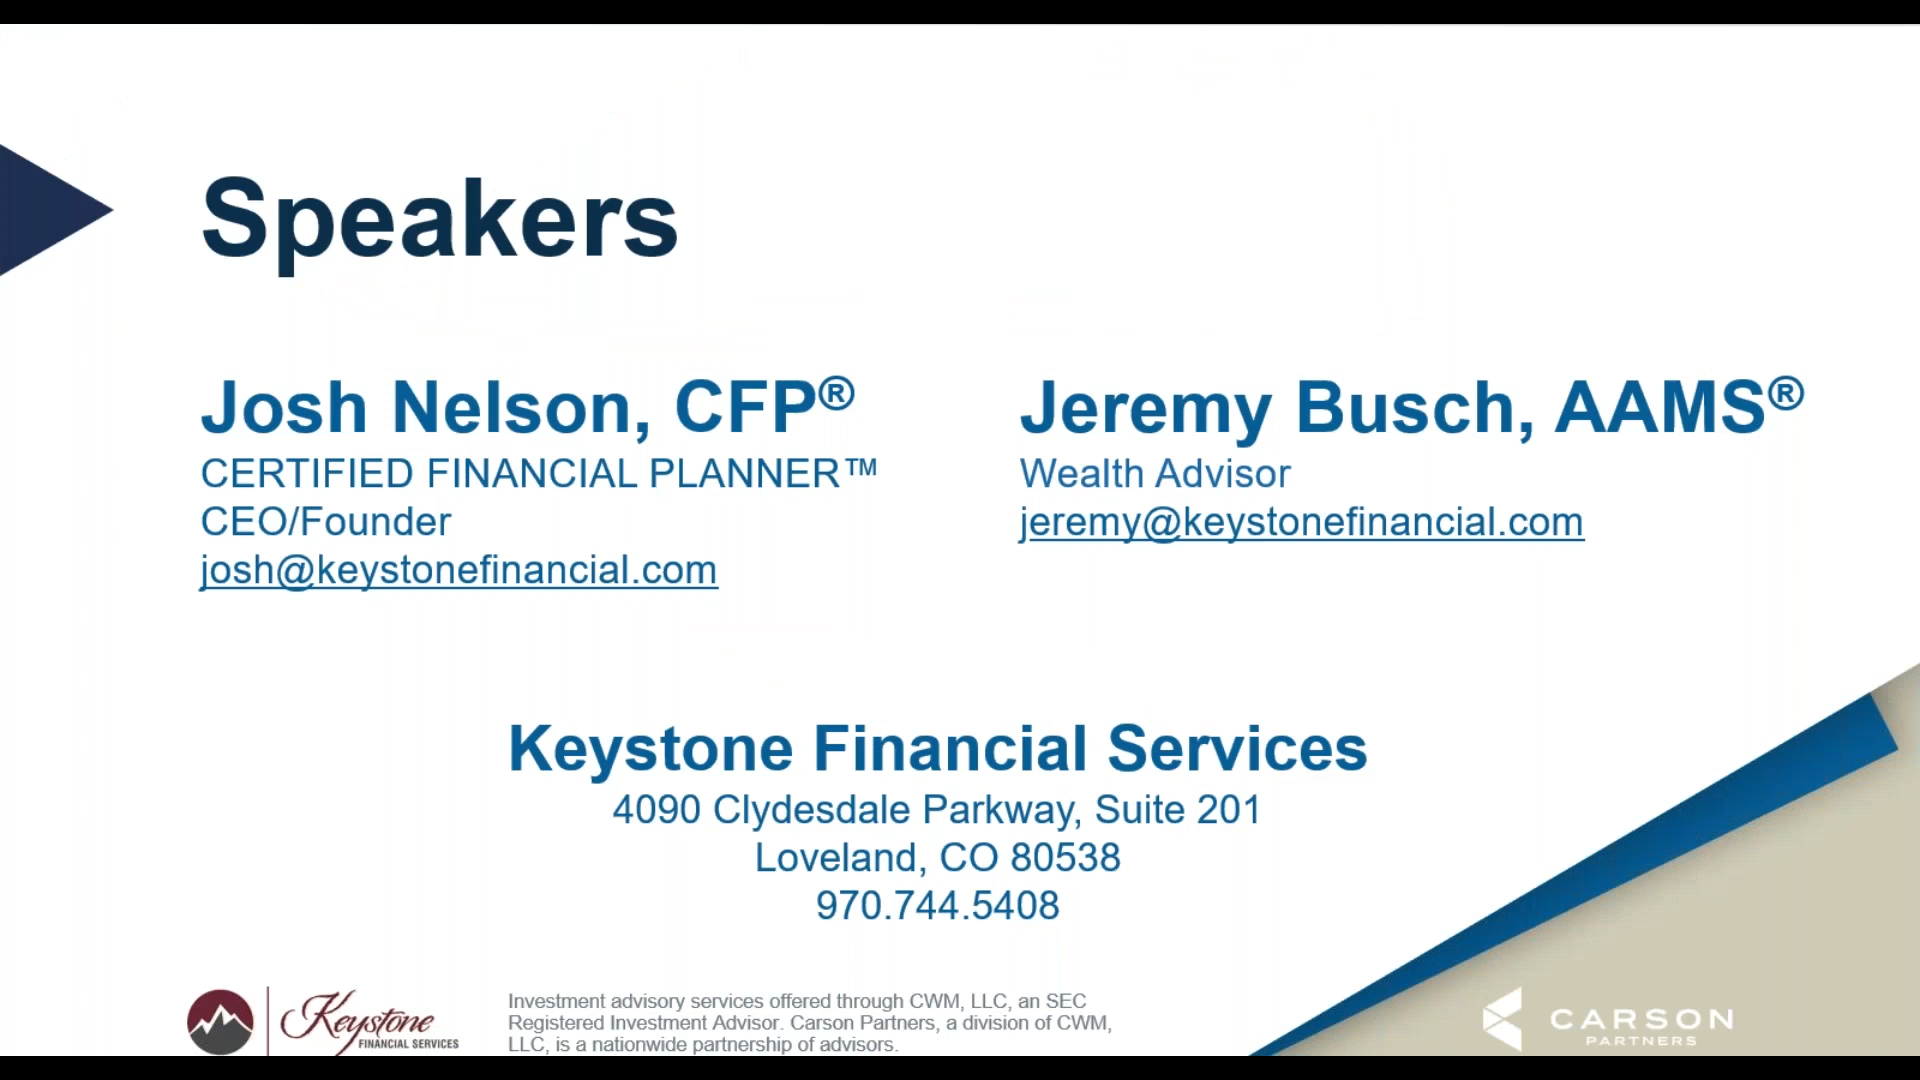 Speakers
Josh Nelson, CFP®
CERTIFIED FINANCIAL PLANNER™
CEO/Founder
josh@keystonefinancial.com
Jeremy Busch, AAMS®
Wealth Advisor
jeremy@keystonefinancial.com
Keystone Financial Services
4090 Clydesdale Parkway, Suite 201
Loveland, CO 80538
970.744.5408
Keystone
FINANCIAL SERVICES
Investment advisory services offered through CWM, LLC, an SEC
Registered Investment Advisor. Carson Partners, a division of CWM,
LLC, is a nationwide partnership of advisors.
CARSON
PARTNERS